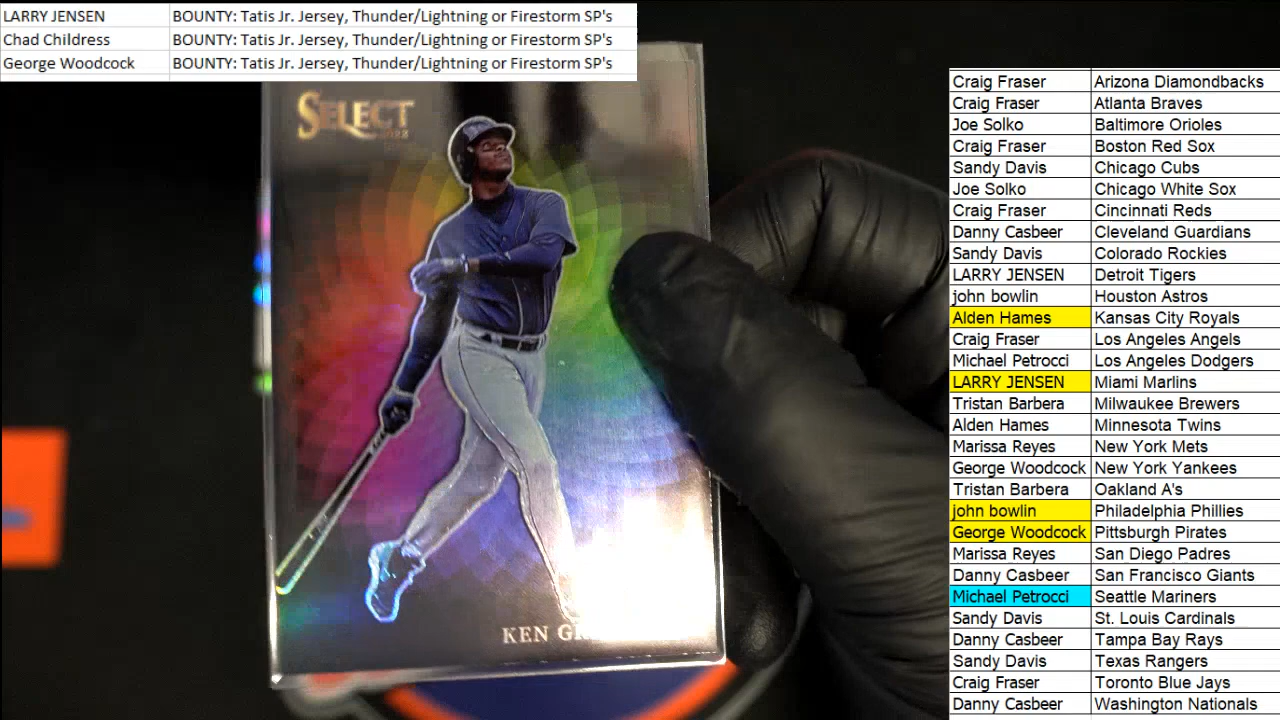 LARRY JENSEN BOUNTY: Tatis Jr. Jersey, Thunder/Lightning or Firestorm SP's
Chad Childress BOUNTY: Tatis Jr. Jersey, Thunder/Lightning or Firestorm SP's
George Woodcock BOUNTY: Tatis Jr. Jersey, Thunder/Lightning or Firestorm SP's
SELECT
2022
KEN
Craig Fraser Arizona Diamondbacks
Craig Fraser Atlanta Braves
Joe Solko Baltimore Orioles
Craig Fraser Boston Red Sox
Sandy Davis Chicago Cubs
Joe Solko Chicago White Sox
Craig Fraser Cincinnati Reds
Danny Casbeer Cleveland Guardians
Sandy Davis Colorado Rockies
LARRY JENSEN Detroit Tigers
john bowlin Houston Astros
Alden Hames Kansas City Royals
Craig Fraser Los Angeles Angels
Michael Petrocci Los Angeles Dodgers
LARRY JENSEN Miami Marlins
Tristan Barbera Milwaukee Brewers
Alden Hames Minnesota Twins
Marissa Reyes New York Mets
George Woodcock New York Yankees
Tristan Barbera Oakland A's
john bowlin Philadelphia Phillies
George Woodcock Pittsburgh Pirates
Marissa Reyes San Diego Padres
Danny Casbeer San Francisco Giants
Michael Petrocci Seattle Mariners
Sandy Davis St. Louis Cardinals
Danny Casbeer Tampa Bay Rays
Sandy Davis Texas Rangers
Craig Fraser Toronto Blue Jays
Danny Casbeer Washington Nationals